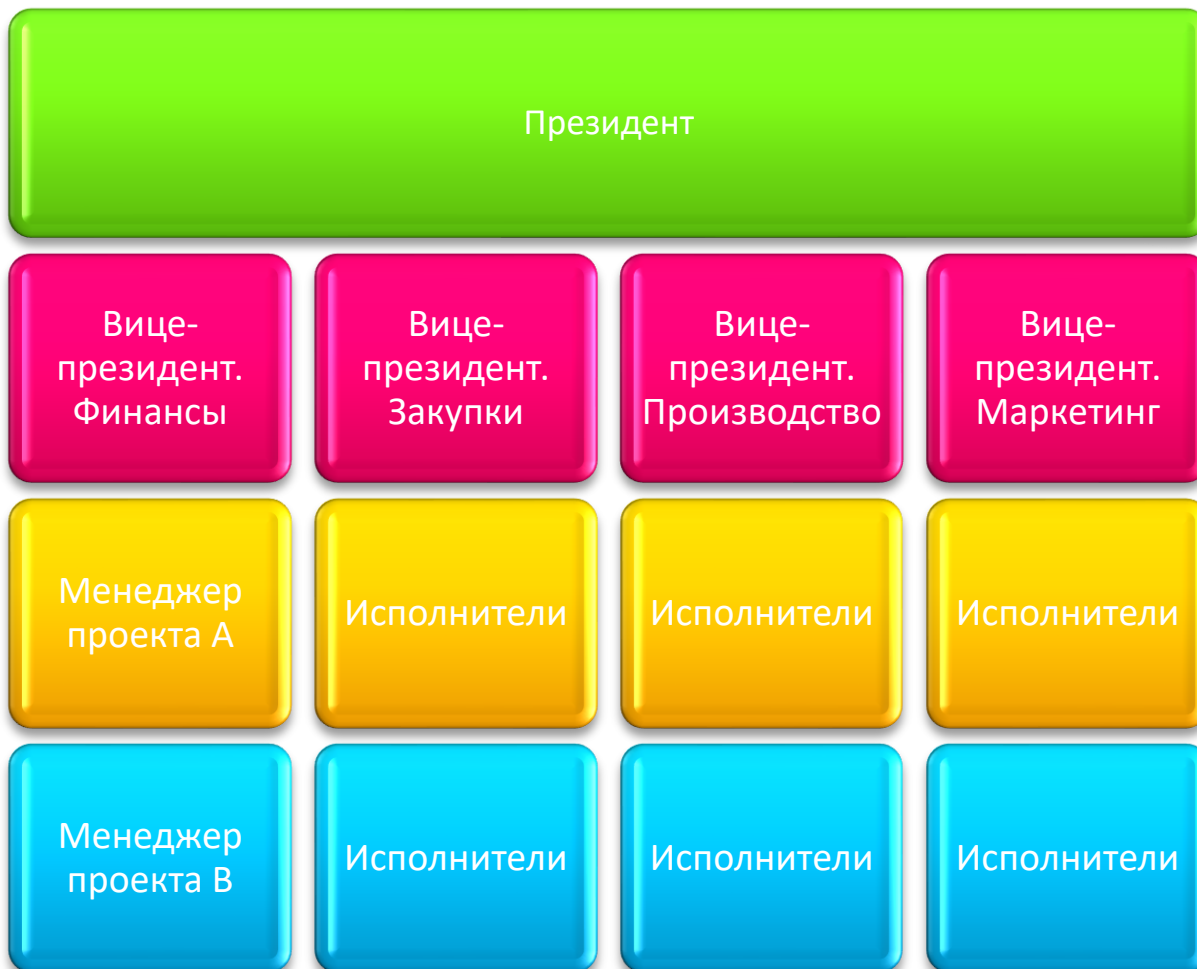 Президент
Вице-
президент.
Финансы
Вице-
президент.
Закупки
Вице-
президент.
Производство
Вице-
президент.
Маркетинг
Менеджер
проекта А
Исполнители
Исполнители
Исполнители
Менеджер
проекта В
Исполнители
Исполнители
Исполнители